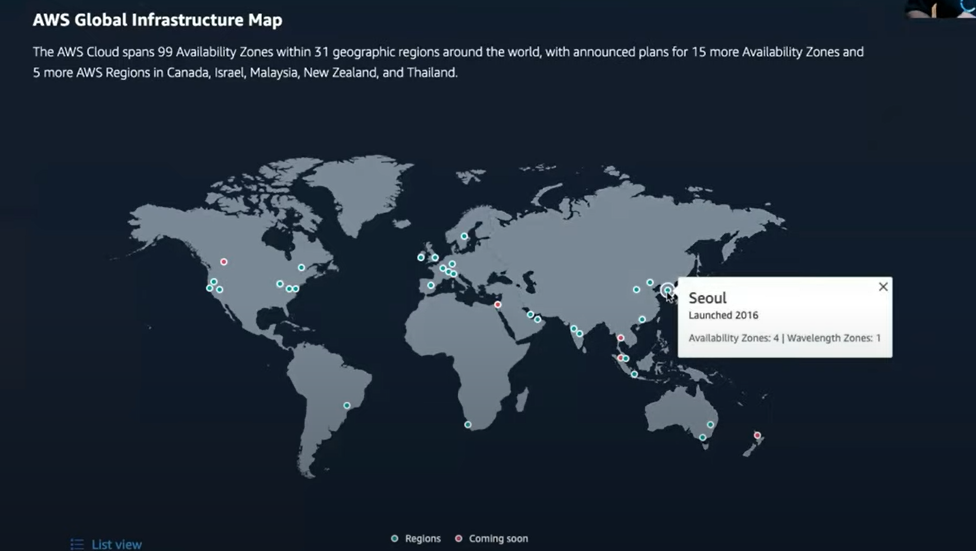 AWS Global Infrastructure Map
The AWS Cloud spans 99 Availability Zones within 31 geographic regions around the world, with announced plans for 15 more Availability Zones and
5 more AWS Regions in Canada, Israel, Malaysia, New Zealand, and Thailand.
Seoul
Launched 2016
Availability Zones: 4 | Wavelength Zones: 1
List view
Regions
Coming soon